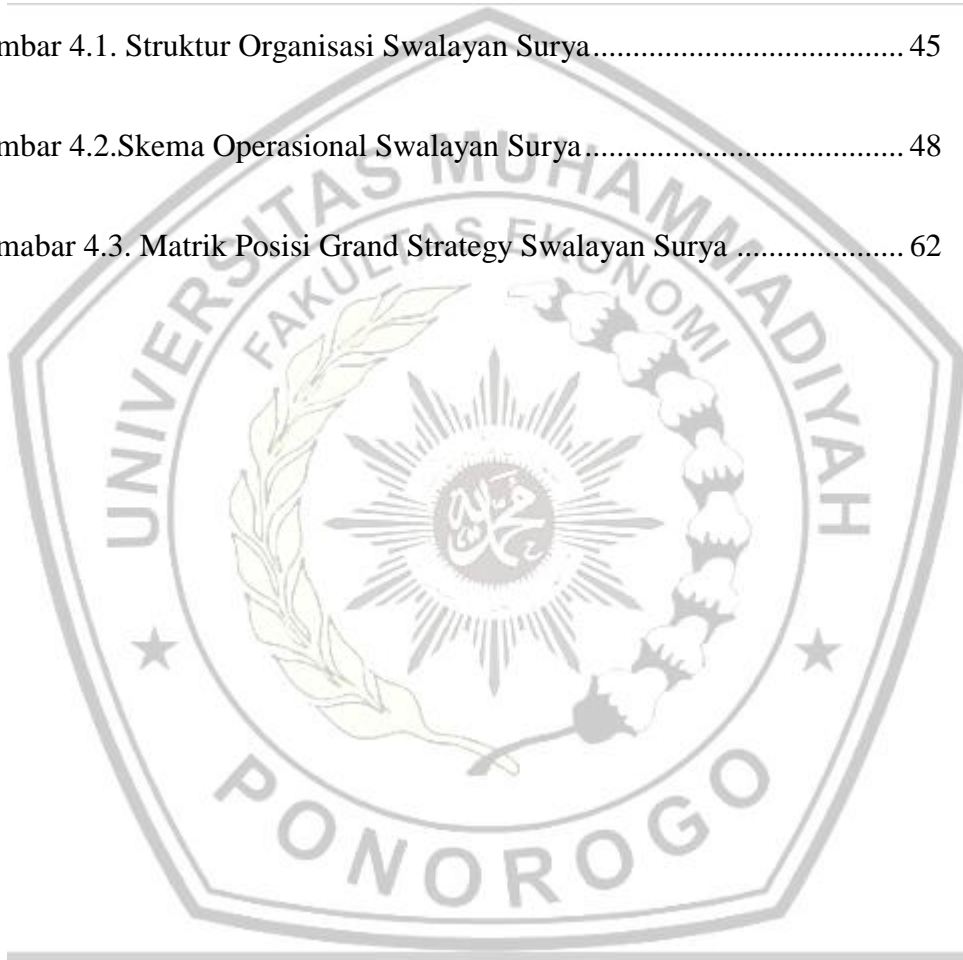 mbar 4.1. Struktur Organisasi Swalayan Surya.................................... 45
mbar 4.2.Skema Operasional Swalayan Surya..................................... 48
mabar 4.3. Matrik Posisi Grand Strategy Swalayan Surya .................... 62
UNIVERSITAS MUHAMMADIYAH
FAKULTAS EKONOMI
PONOROGO